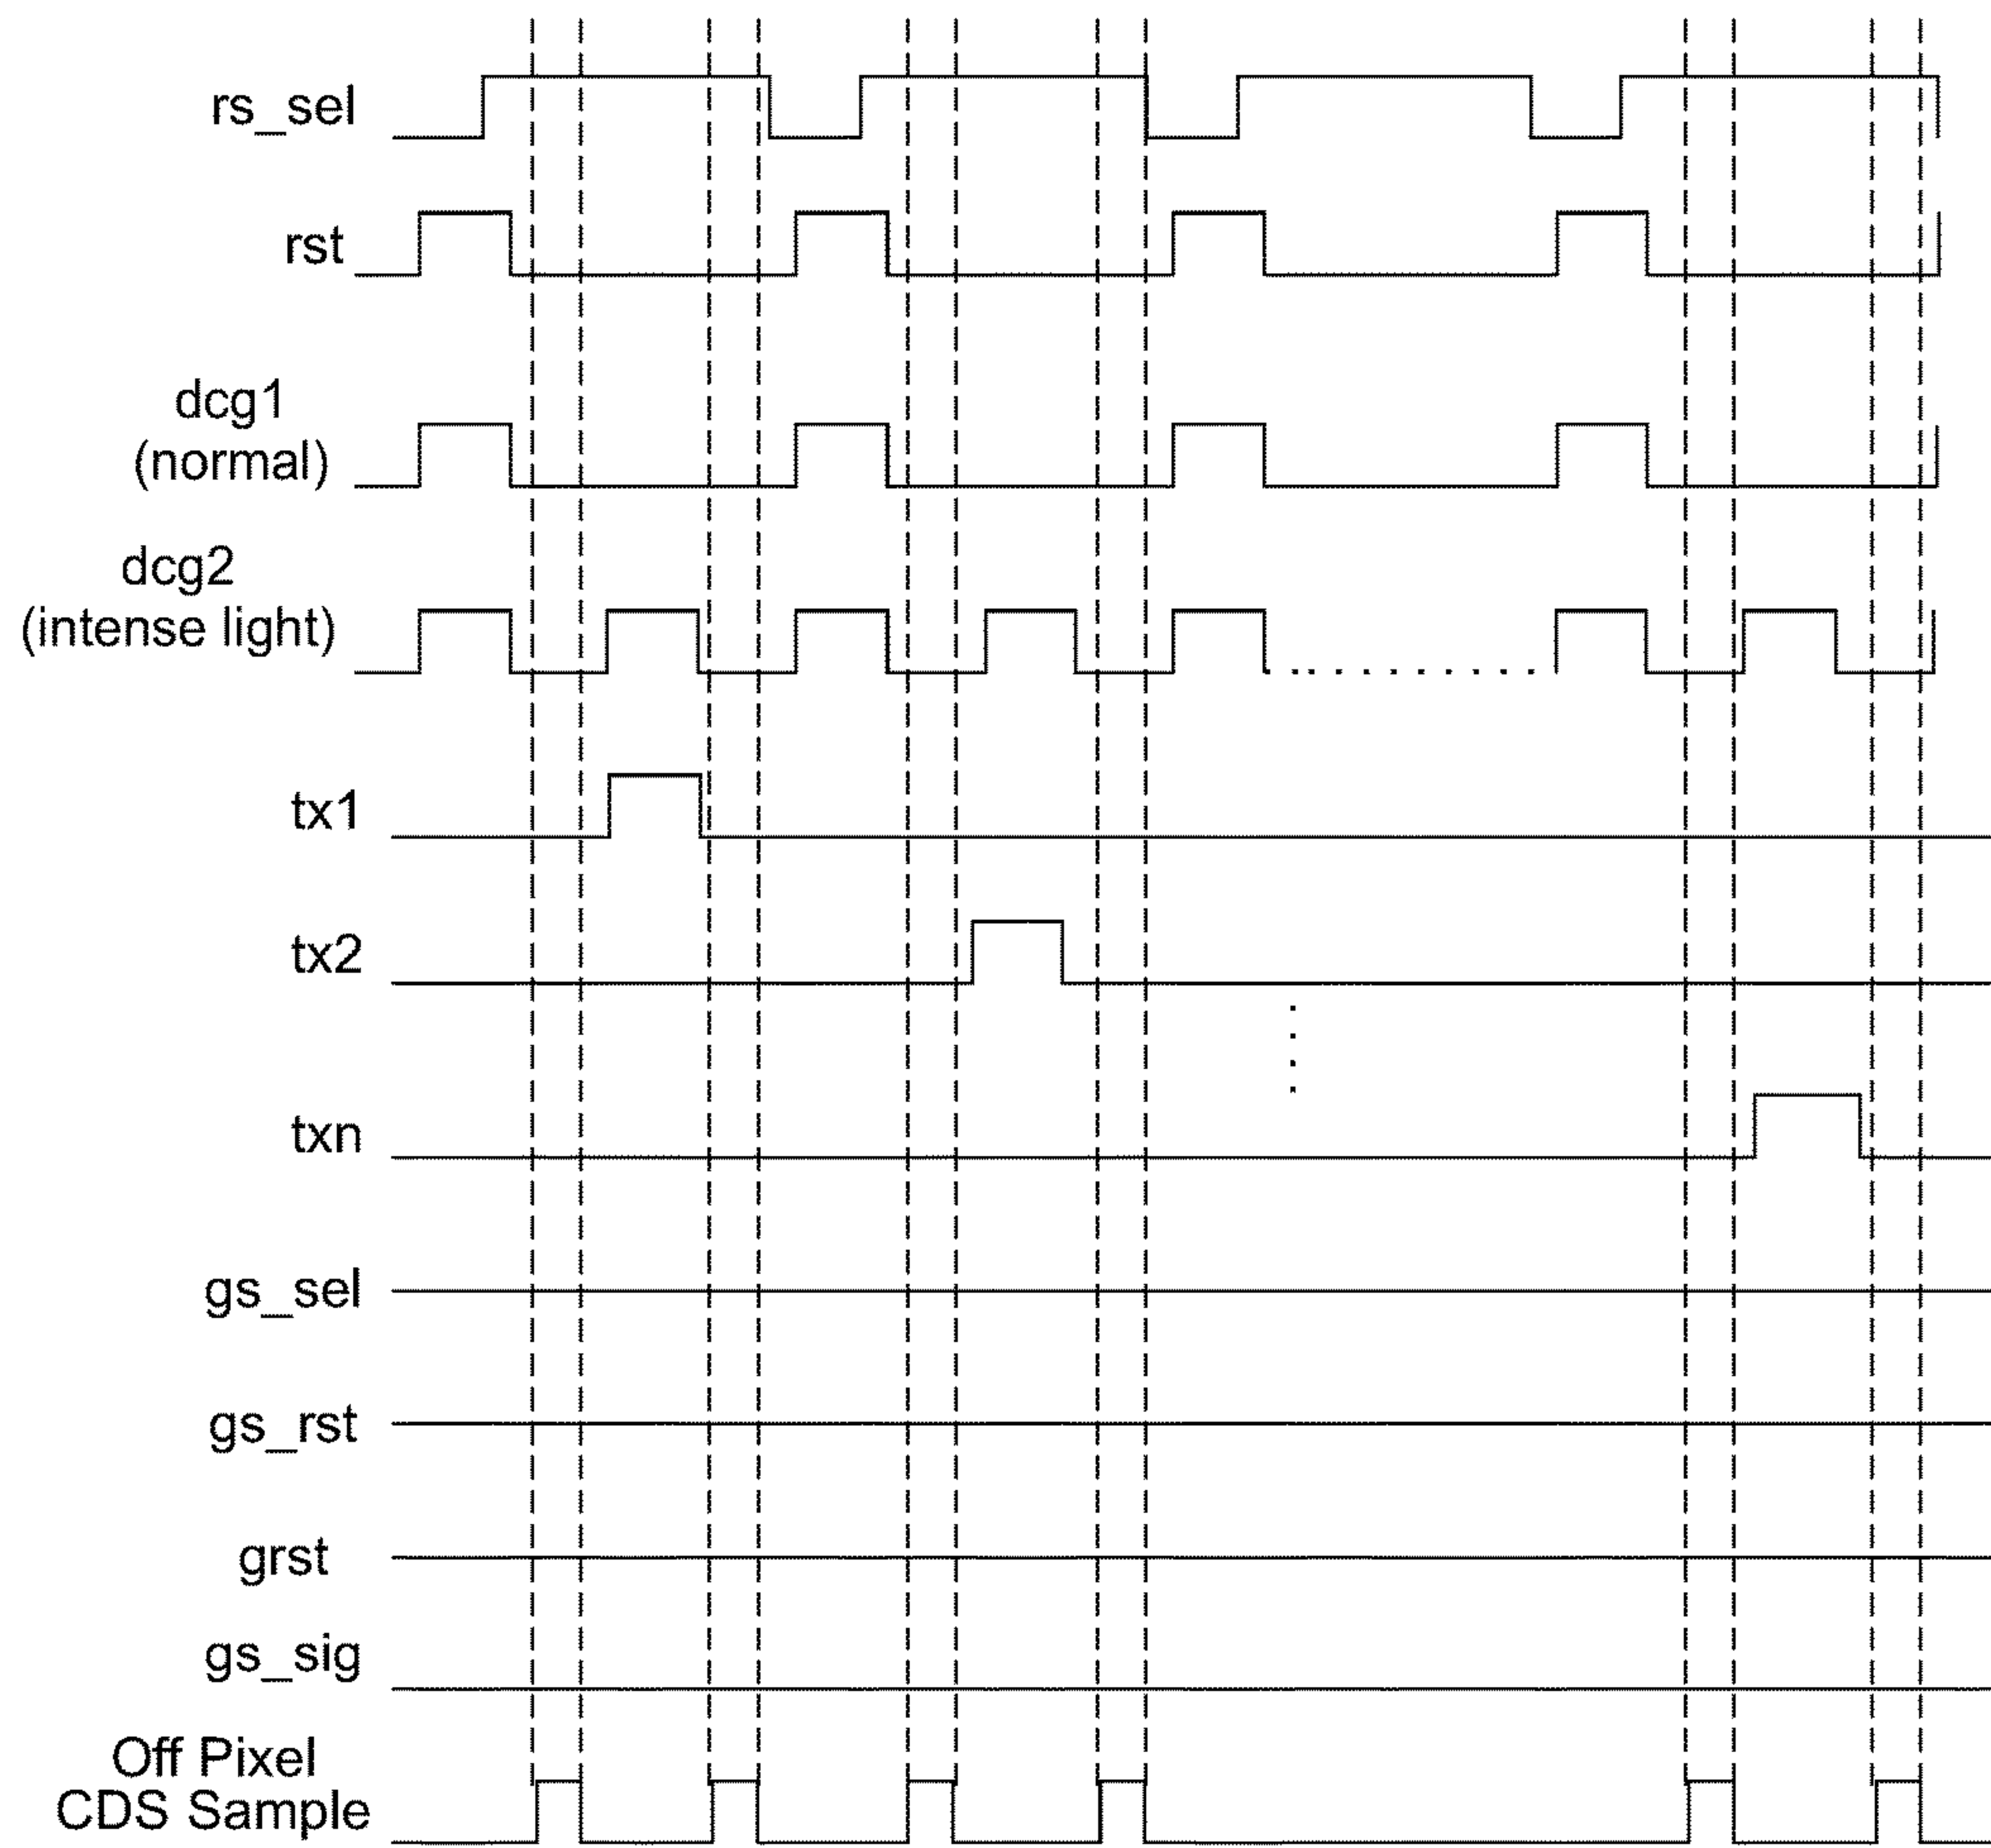 rs_sel
rst
dcg1
(normal)
dcg2
(intense light)
tx1
tx2
txn
gs_sel
gs_rst
grst
gs_sig
Off Pixel
CDS Sample